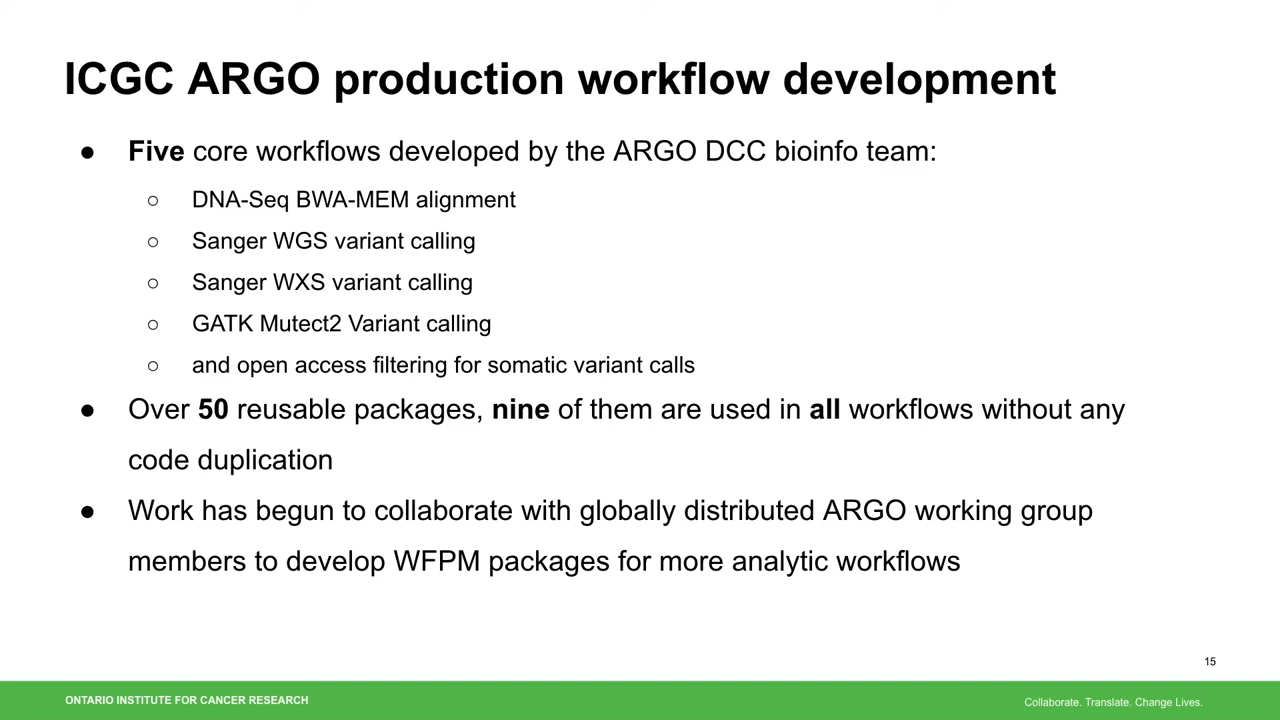 ICGC ARGO production workflow development
● Five core workflows developed by the ARGO DCC bioinfo team:
○ DNA-Seq BWA-MEM alignment
○ Sanger WGS variant calling
○ Sanger WXS variant calling
○ GATK Mutect2 Variant calling
○ and open access filtering for somatic variant calls
● Over 50 reusable packages, nine of them are used in all workflows without any
code duplication
● Work has begun to collaborate with globally distributed ARGO working group
members to develop WFPM packages for more analytic workflows
15
ONTARIO INSTITUTE FOR CANCER RESEARCH
Collaborate. Translate. Change Lives.